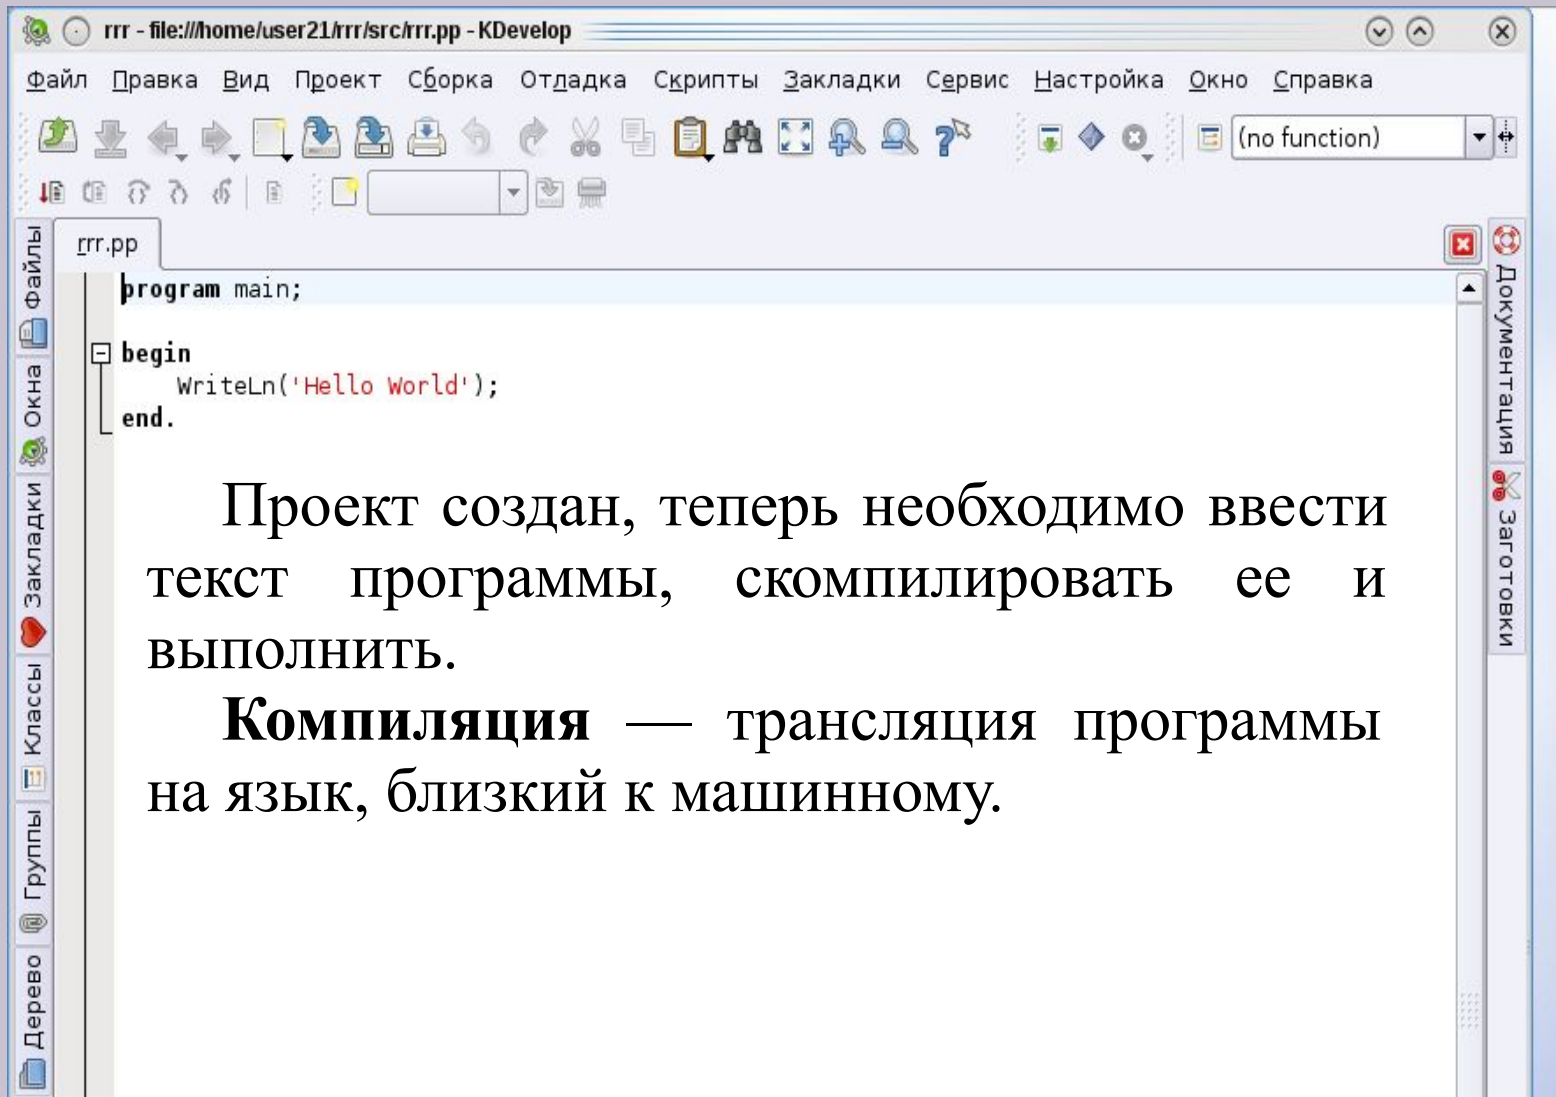 rrr - file:///home/user21/rrr/src/rrr.pp - KDevelop
Файл Правка Вид Проект Сборка Отладка Скрипты Закладки Сервис Настройка Окно Справка
(no function)
rrr.pp
program main;
begin
WriteLn('Hello World');
end.
Проект создан, теперь необходимо ввести
текст программы, скомпилировать ее и
выполнить.
Компиляция — трансляция программы
на язык, близкий к машинному.
Файлы
Окна
Закладки
Классы
Группы
Дерево
Документация
Заготовки